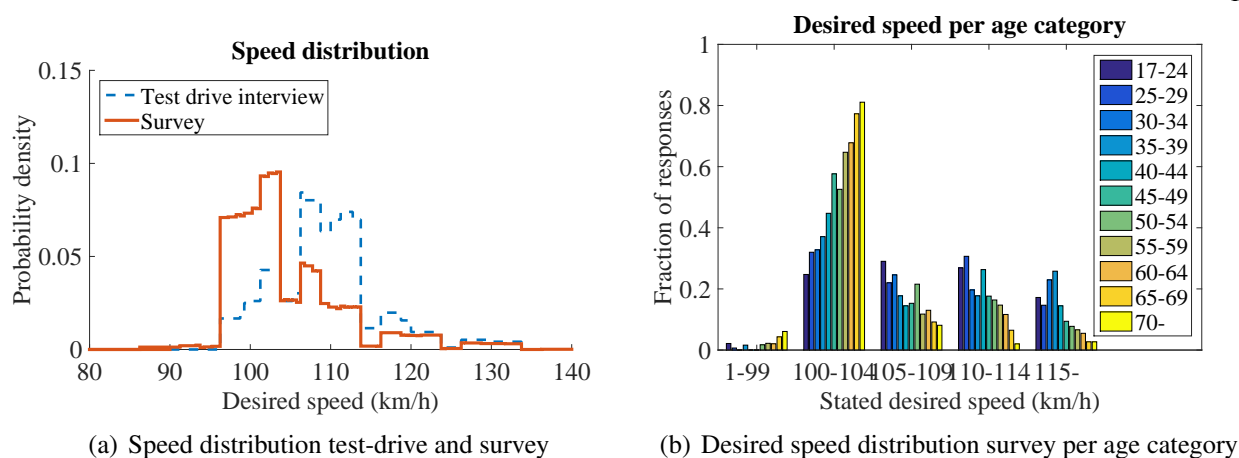 Speed distribution
0.15
0.1
0.05
0
Probability density
Test drive interview
Survey
80 90 100 110 120 130 140
Desired speed (km/h)
(a) Speed distribution test-drive and survey
Desired speed per age category
1
0.8
0.6
0.4
0.2
0
Fraction of responses
17-24
25-29
30-34
35-39
40-44
45-49
50-54
55-59
60-64
65-69
70-
1-99 100-104 105-109 110-114 115-
Stated desired speed (km/h)
(b) Desired speed distribution survey per age category